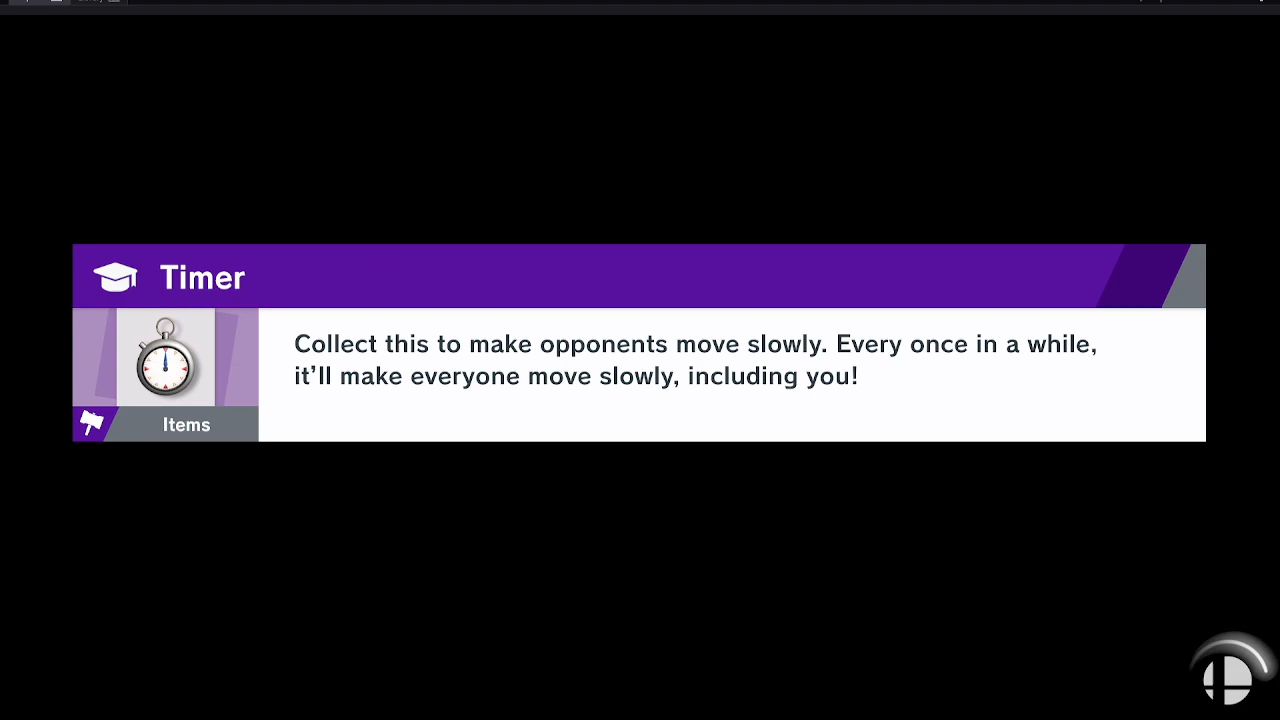 Timer
Collect this to make opponents move slowly. Every once in a while,
it’ll make everyone move slowly, including you!
Items